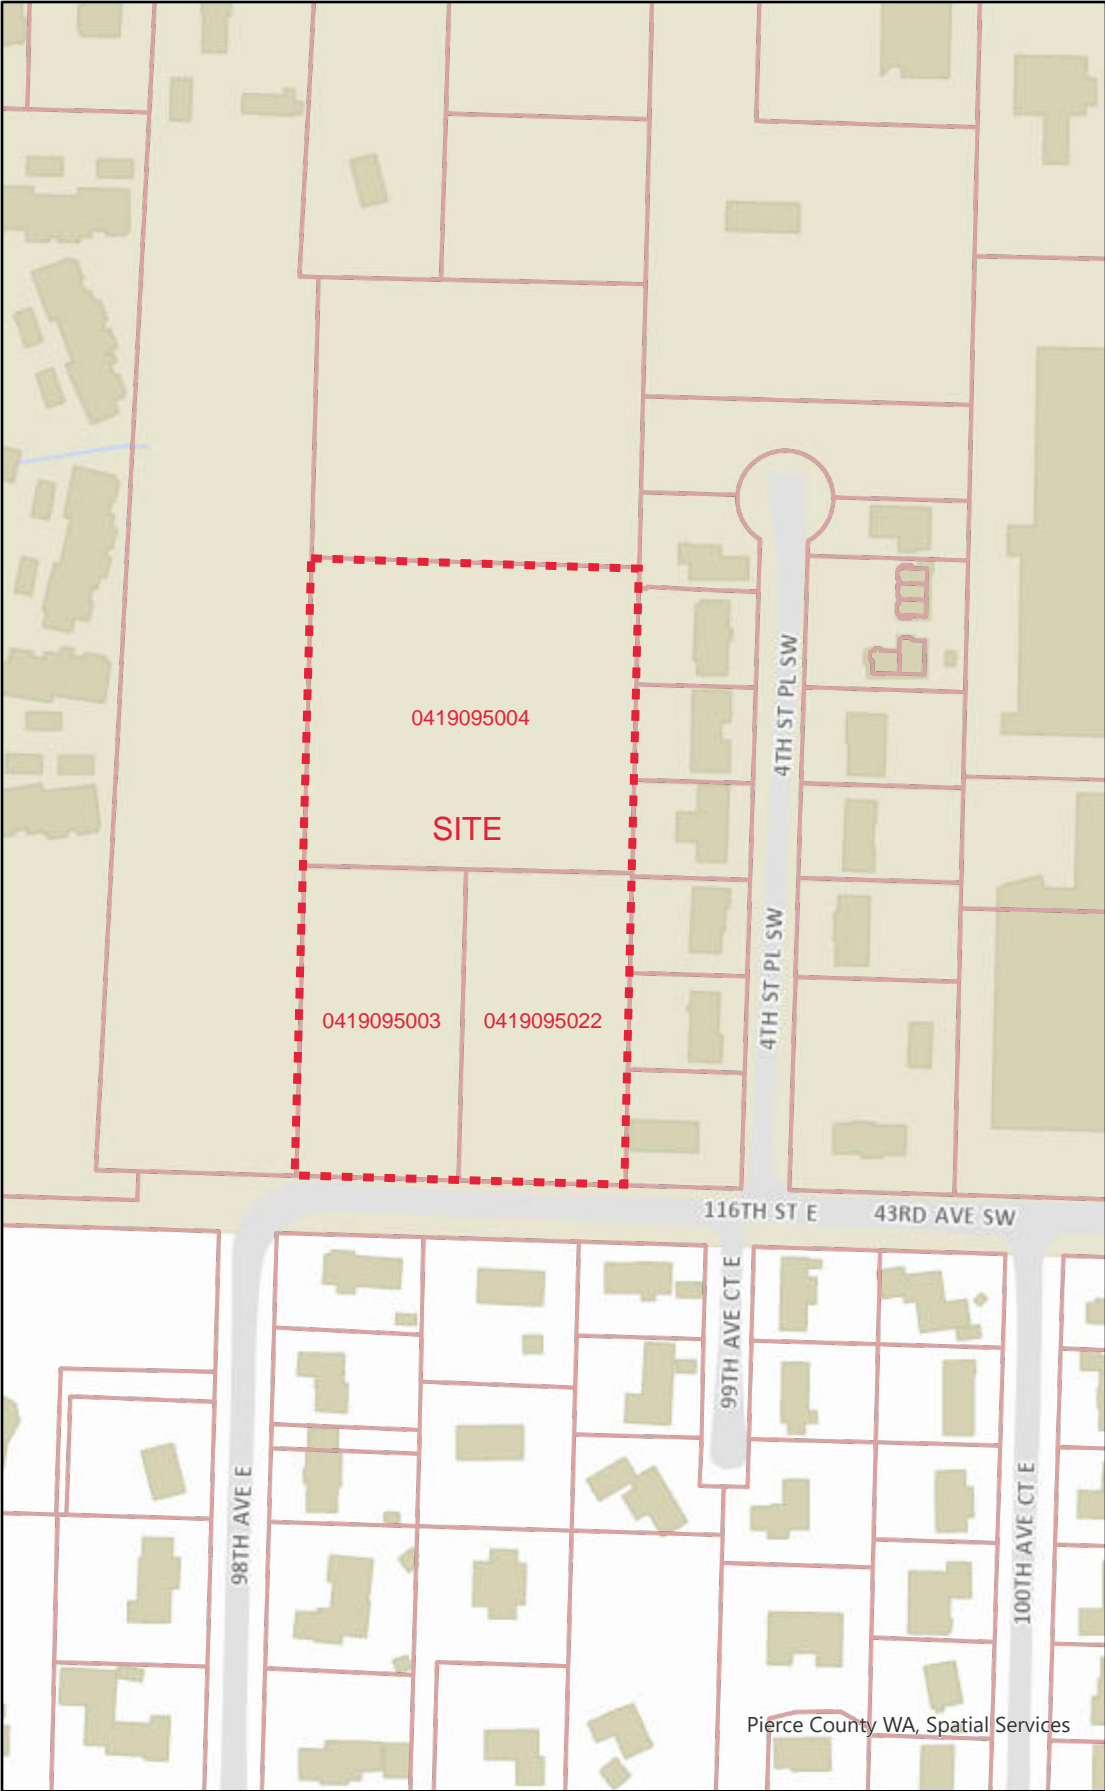 4TH ST PL SW
0419095004
SITE
4TH ST PL SW
0419095003
0419095022
116TH ST E
43RD AVE SW
99TH AVE CT E
98TH AVE E
100TH AVE CT E
Pierce County WA, Spatial Services